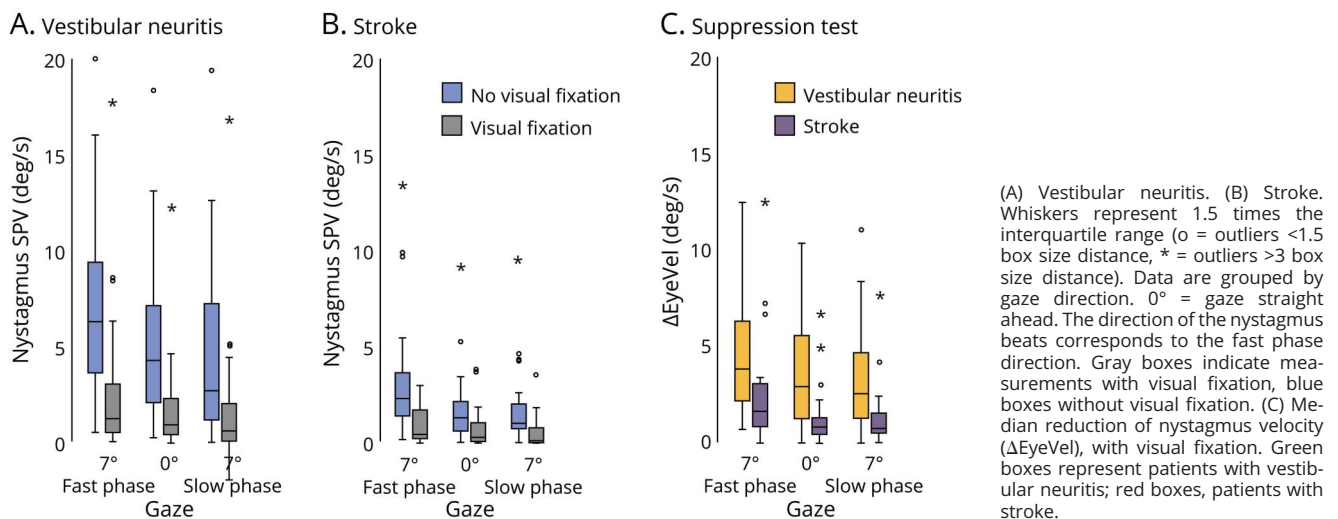 A. Vestibular neuritis
20
15
10
5
0
Nystagmus SPV (deg/s)
7°
0°
7°
Fast phase
Slow phase
Gaze
B. Stroke
20
15
10
5
0
Nystagmus SPV (deg/s)
No visual fixation
Visual fixation
7°
0°
7°
Fast phase
Slow phase
Gaze
C. Suppression test
20
15
10
5
0
ΔEyeVel (deg/s)
Vestibular neuritis
Stroke
7°
0°
7°
Fast phase
Slow phase
Gaze
(A) Vestibular neuritis. (B) Stroke.
Whiskers represent 1.5 times the
interquartile range (o = outliers <1.5
box size distance, * = outliers >3 box
size distance). Data are grouped by
gaze direction. 0° = gaze straight
ahead. The direction of the nystagmus
beats corresponds to the fast phase
direction. Gray boxes indicate mea-
surements with visual fixation, blue
boxes without visual fixation. (C) Me-
dian reduction of nystagmus velocity
(ΔEyeVel), with visual fixation. Green
boxes represent patients with vestib-
ular neuritis; red boxes, patients with
stroke.